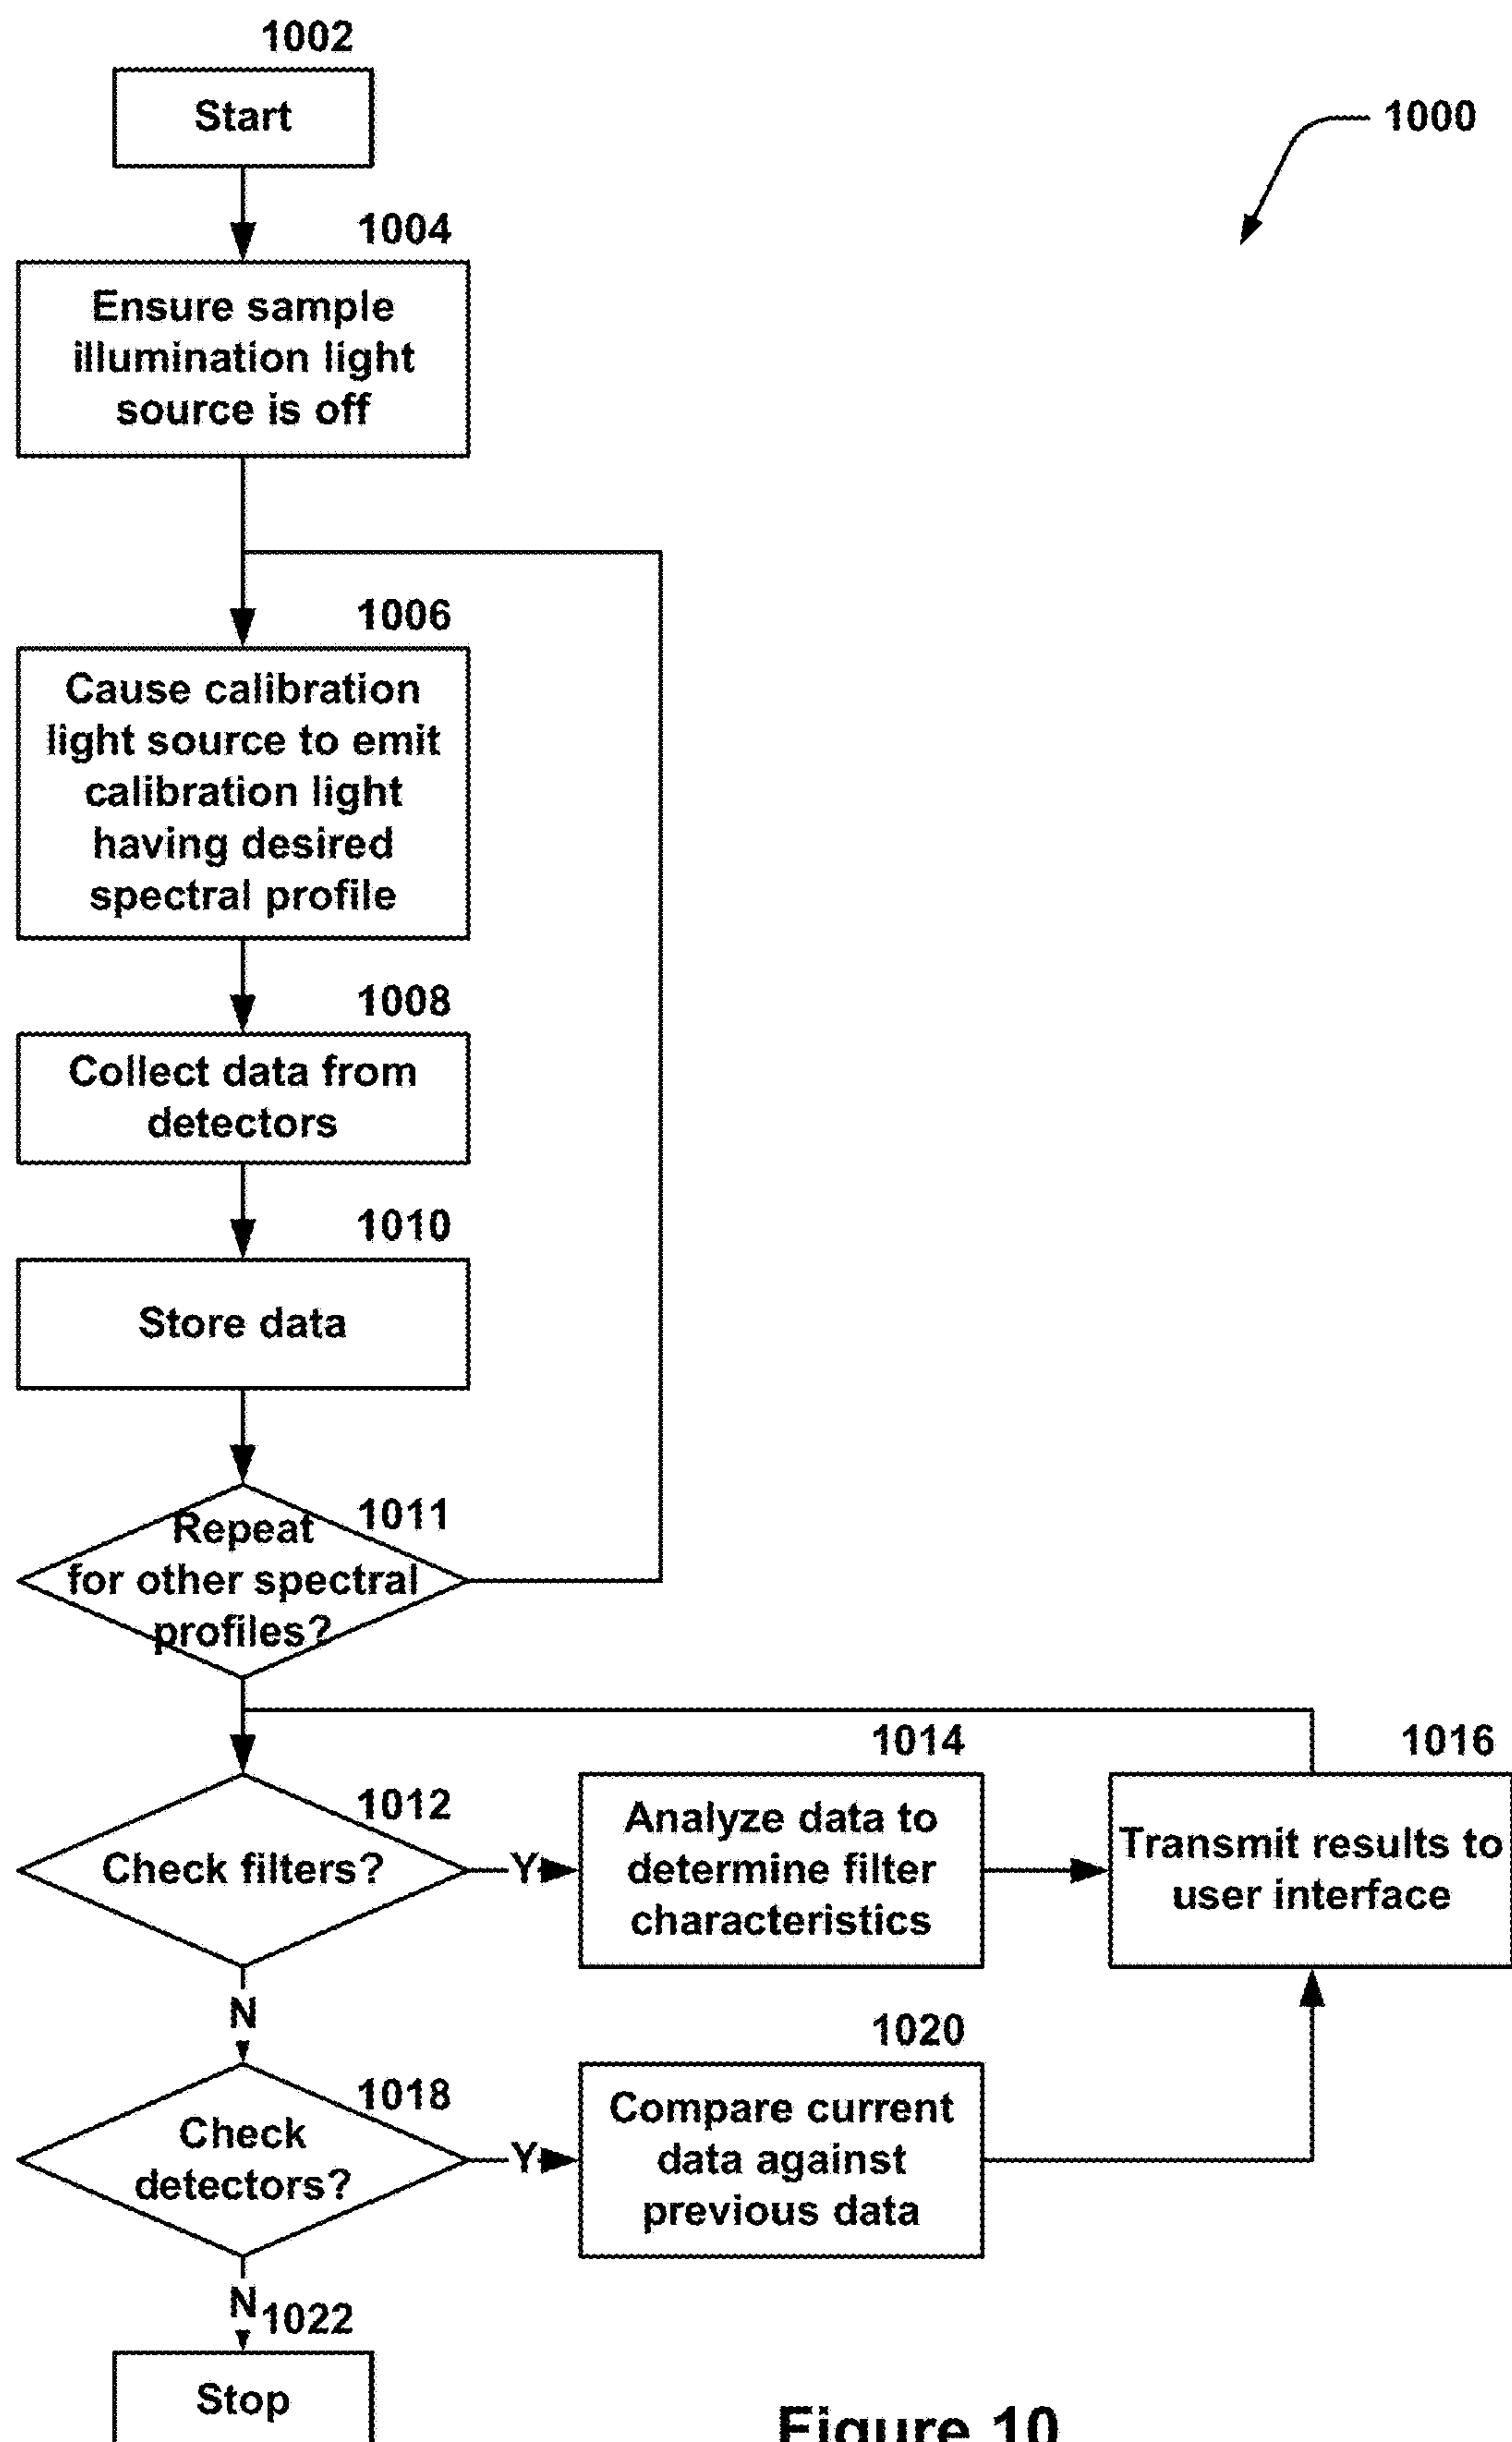 1002
Start
1000
1004
Ensure sample
illumination light
source is off
1006
Cause calibration
light source to emit
calibration light
having desired
spectral profile
1008
Collect data from
detectors
1010
Store data
1011
Repeat
for other spectral
profiles?
1012
Check filters?
Y
1014
Analyze data to
determine filter
characteristics
1016
Transmit results to
user interface
N
1018
Check
detectors?
Y
1020
Compare current
data against
previous data
N
1022
Stop
Figure 10